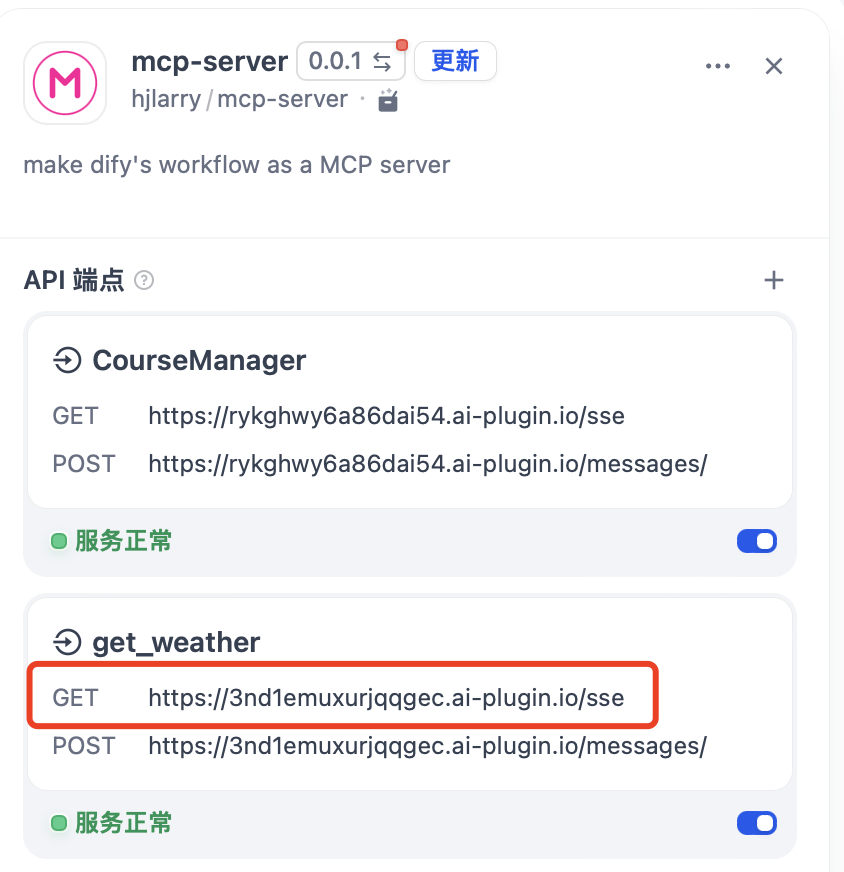 M
mcp-server 0.0.1 更新
hjlarry / mcp-server ·
make dify's workflow as a MCP server
API 端点 ?
CourseManager
GET https://rykghwy6a86dai54.ai-plugin.io/sse
POST https://rykghwy6a86dai54.ai-plugin.io/messages/
服务正常
get_weather
GET https://3nd1emuxurjqqgec.ai-plugin.io/sse
POST https://3nd1emuxurjqqgec.ai-plugin.io/messages/
服务正常